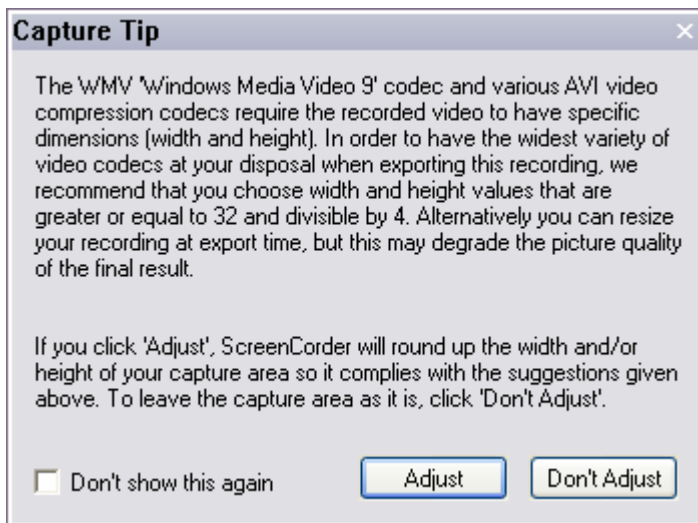 Capture Tip
The WMV 'Windows Media Video 9' codec and various AVI video
compression codecs require the recorded video to have specific
dimensions (width and height). In order to have the widest variety of
video codecs at your disposal when exporting this recording, we
recommend that you choose width and height values that are
greater or equal to 32 and divisible by 4. Alternatively you can resize
your recording at export time, but this may degrade the picture quality
of the final result.
If you click 'Adjust', ScreenCorder will round up the width and/or
height of your capture area so it complies with the suggestions given
above. To leave the capture area as it is, click 'Don't Adjust'.
Don't show this again
Adjust
Don't Adjust